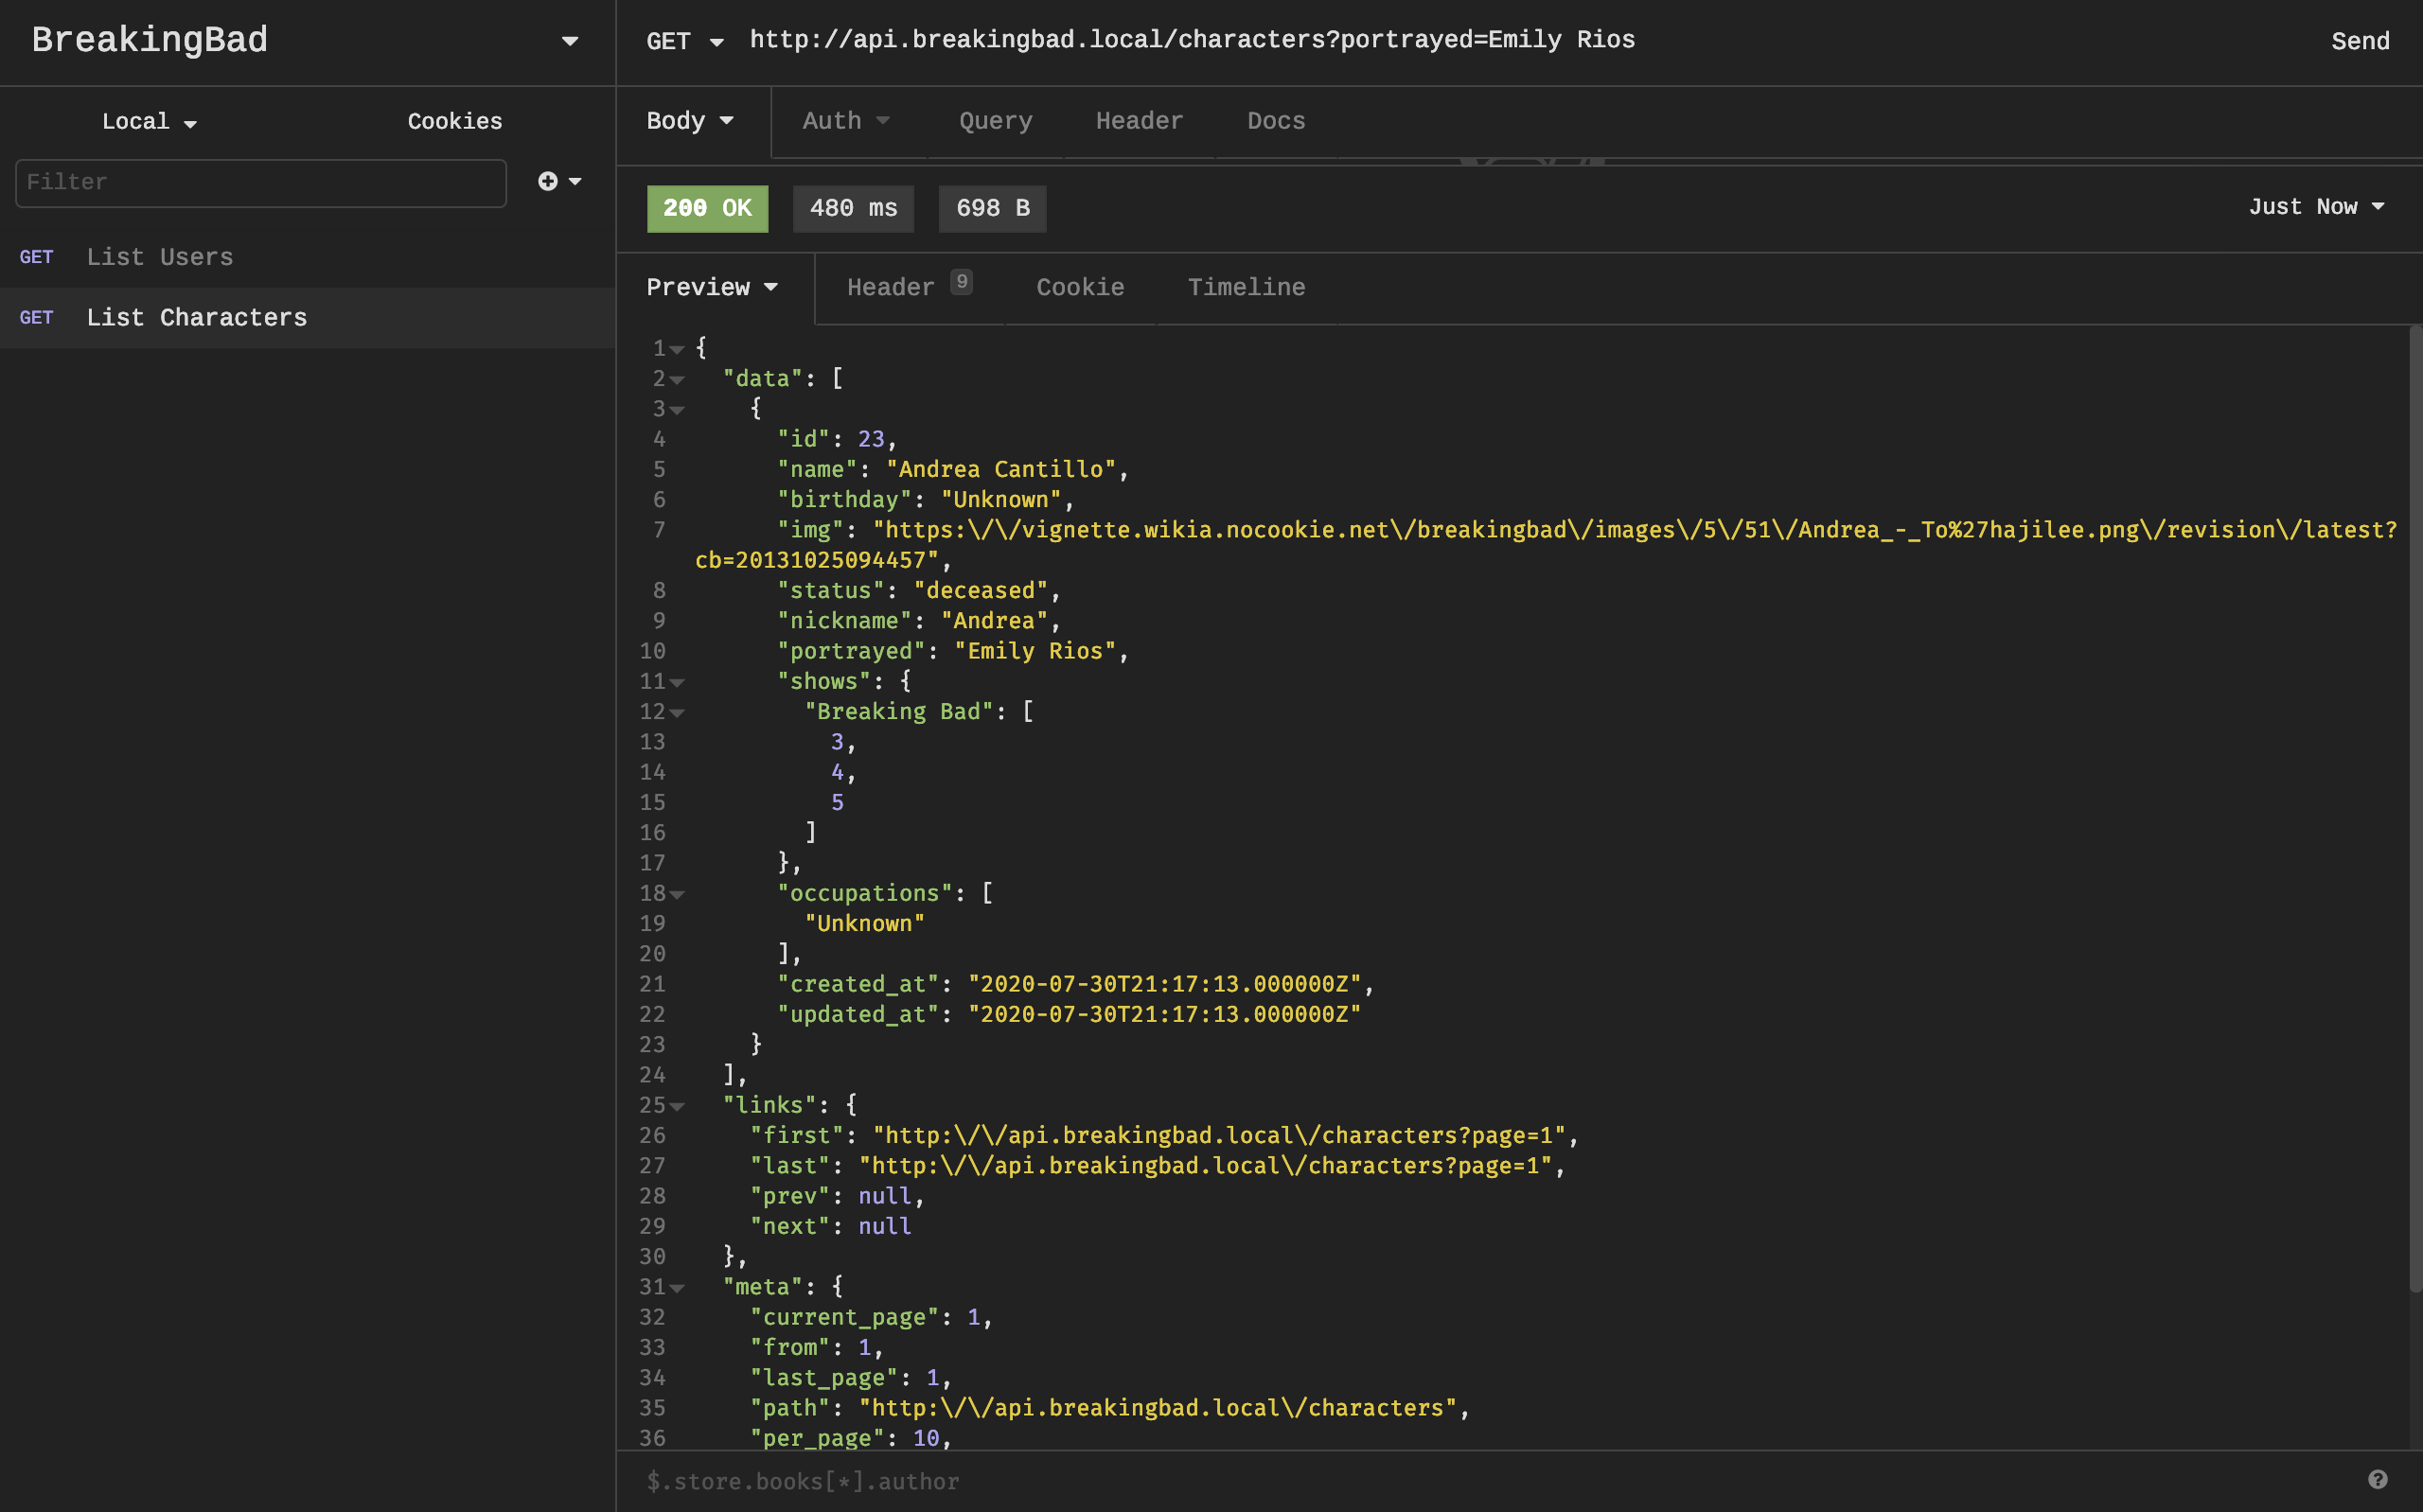 BreakingBad
GET http://api.breakingbad.local/characters?portrayed=Emily Rios Send
Local Cookies
Body Auth Query Header Docs
Filter
200 OK 480 ms 698 B Just Now
GET List Users
GET List Characters
Preview Header 9 Cookie Timeline
1 {
2 "data": [
3 {
4 "id": 23,
5 "name": "Andrea Cantillo",
6 "birthday": "Unknown",
7 "img": "https:\/\/vignette.wikia.nocookie.net\/breakingbad\/images\/5\/51\/Andrea_-_To%27hajilee.png\/revision\/latest?
cb=20131025094457",
8 "status": "deceased",
9 "nickname": "Andrea",
10 "portrayed": "Emily Rios",
11 "shows": {
12 "Breaking Bad": [
13 3,
14 4,
15 5
16 ]
17 },
18 "occupations": [
19 "Unknown"
20 ],
21 "created_at": "2020-07-30T21:17:13.000000Z",
22 "updated_at": "2020-07-30T21:17:13.000000Z"
23 }
24 ],
25 "links": {
26 "first": "http:\/\/api.breakingbad.local\/characters?page=1",
27 "last": "http:\/\/api.breakingbad.local\/characters?page=1",
28 "prev": null,
29 "next": null
30 },
31 "meta": {
32 "current_page": 1,
33 "from": 1,
34 "last_page": 1,
35 "path": "http:\/\/api.breakingbad.local\/characters",
36 "per_page": 10,
$.store.books[*].author